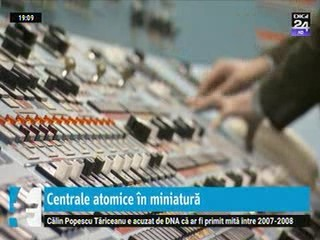 19:09
DIGI
24
HD
Centrale atomice în miniatură
Călin Popescu Tăriceanu e acuzat de DNA că ar fi primit mită între 2007-2008